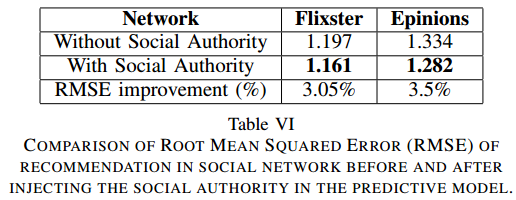 Network Flixster Epinions
Without Social Authority 1.197 1.334
With Social Authority 1.161 1.282
RMSE improvement (%) 3.05% 3.5%
Table VI
COMPARISON OF ROOT MEAN SQUARED ERROR (RMSE) OF
RECOMMENDATION IN SOCIAL NETWORK BEFORE AND AFTER
INJECTING THE SOCIAL AUTHORITY IN THE PREDICTIVE MODEL.